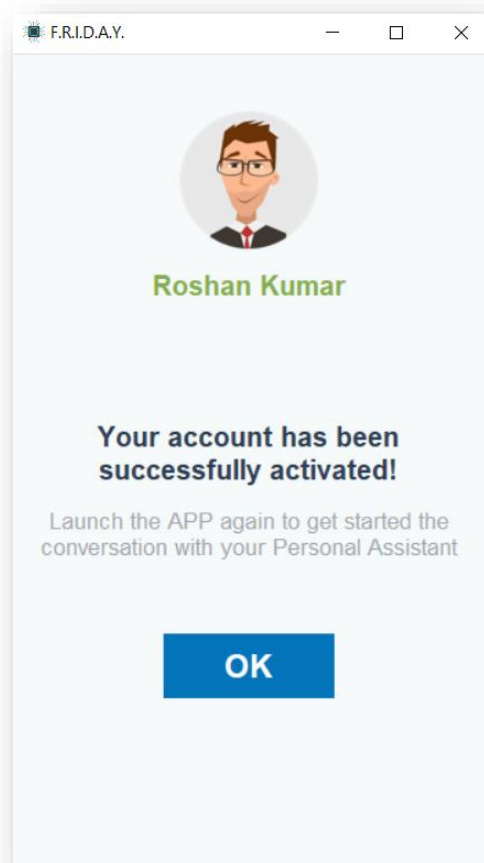 F.R.I.D.A.Y.
Roshan Kumar
Your account has been
successfully activated!
Launch the APP again to get started the
conversation with your Personal Assistant
OK